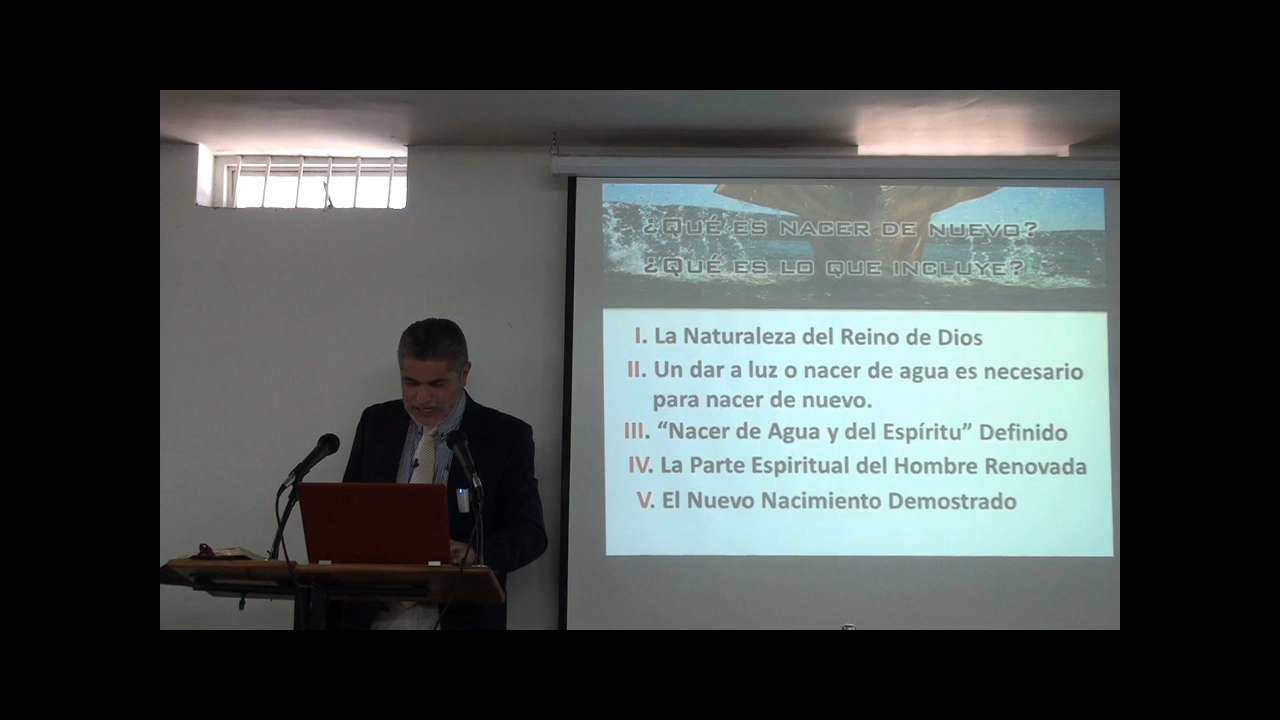 ¿QUÉ ES NACER DE NUEVO?
¿QUÉ ES LO QUE INCLUYE?
I. La Naturaleza del Reino de Dios
II. Un dar a luz o nacer de agua es necesario
para nacer de nuevo.
III. “Nacer de Agua y del Espíritu” Definido
IV. La Parte Espiritual del Hombre Renovada
V. El Nuevo Nacimiento Demostrado